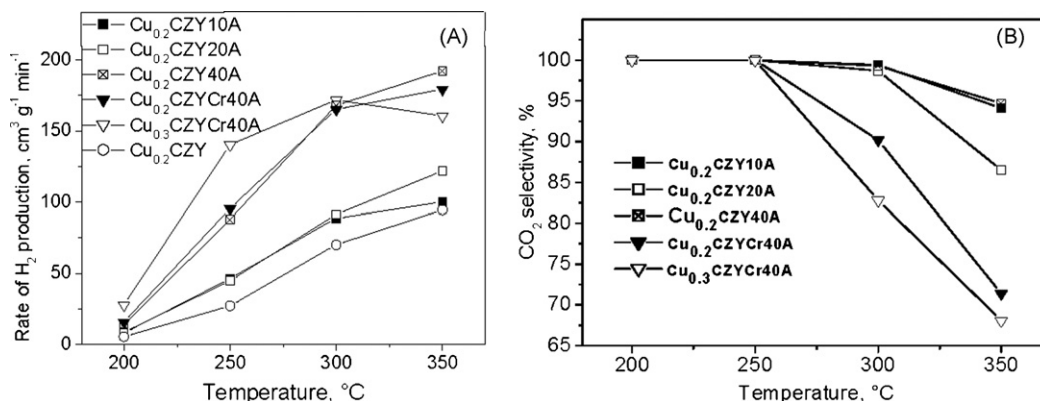 Cu0.2CZY10A
Cu0.2CZY20A
Cu0.2CZY40A
Cu0.2CZYCr40A
Cu0.3CZYCr40A
Cu0.2CZY
(A)
200
150
100
50
0
200
250
300
350
Rate of H2 production, cm3 g-1 min-1
Temperature, °C
(B)
100
95
90
85
80
75
70
65
200
250
300
350
CO2 selectivity, %
Temperature, °C
Cu0.2CZY10A
Cu0.2CZY20A
Cu0.2CZY40A
Cu0.2CZYCr40A
Cu0.3CZYCr40A